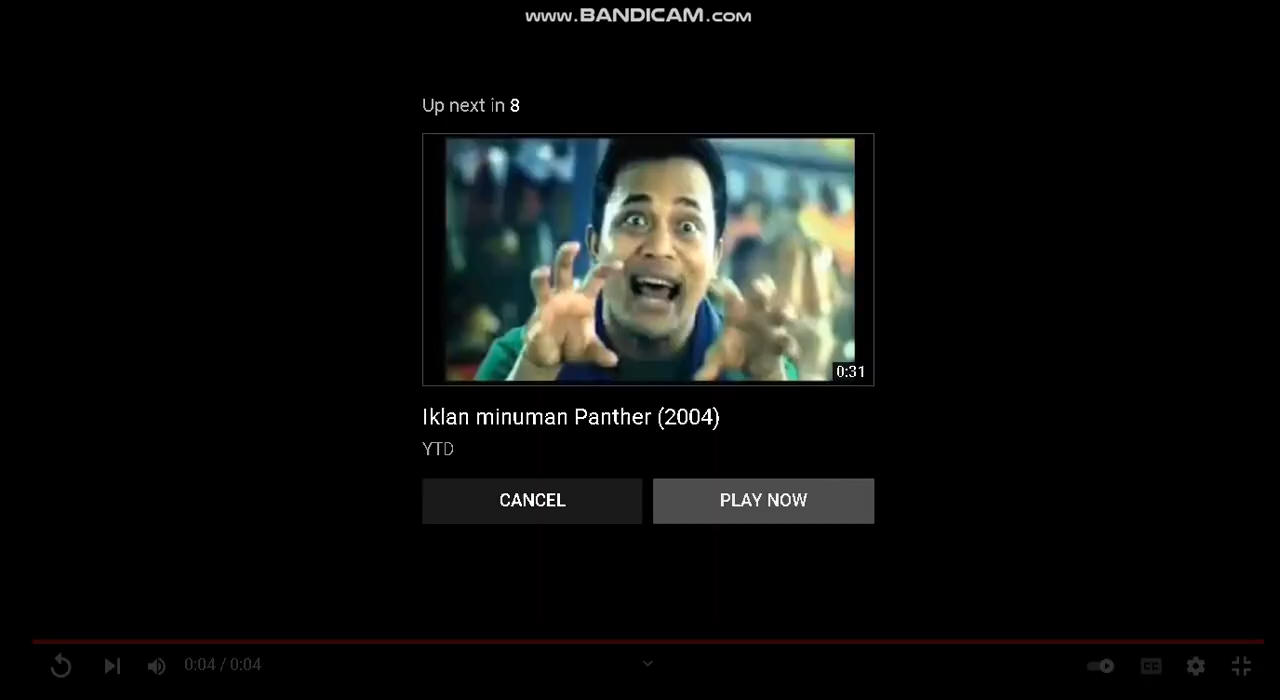 www.BANDICAM.com
Up next in 8
0:31
Iklan minuman Panther (2004)
YTD
CANCEL
PLAY NOW
0:04 / 0:04
CC